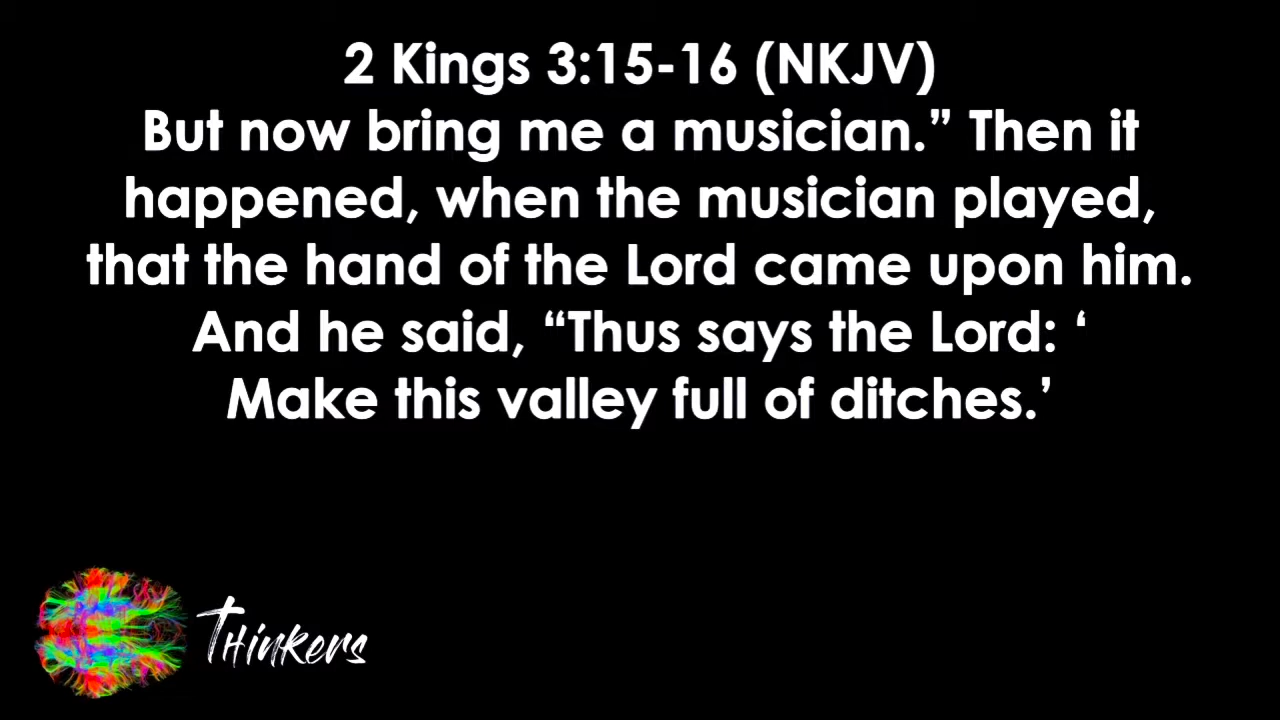 2 Kings 3:15-16 (NKJV)
But now bring me a musician.” Then it
happened, when the musician played,
that the hand of the Lord came upon him.
And he said, “Thus says the Lord: ‘
Make this valley full of ditches.’
THinKers